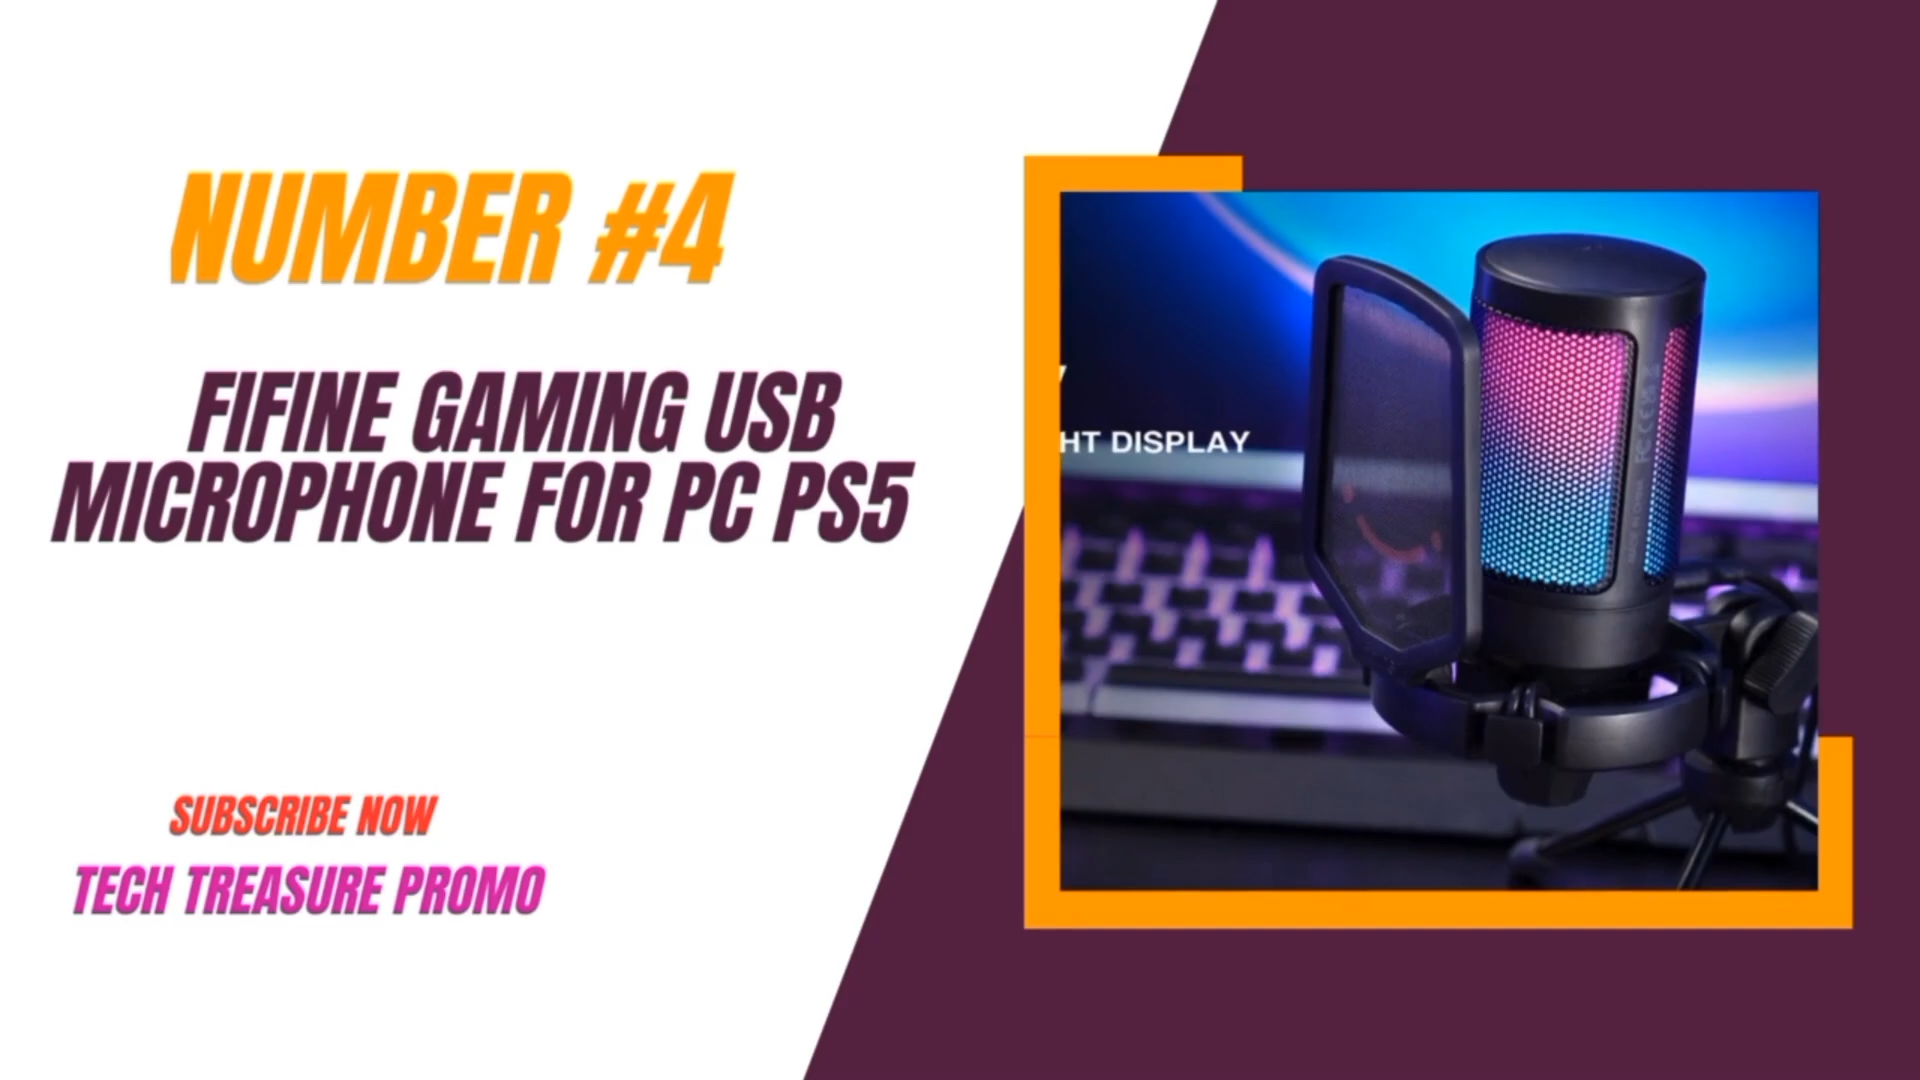 NUMBER #4
FIFINE GAMING USB
MICROPHONE FOR PC PS5
HT DISPLAY
SUBSCRIBE NOW
TECH TREASURE PROMO